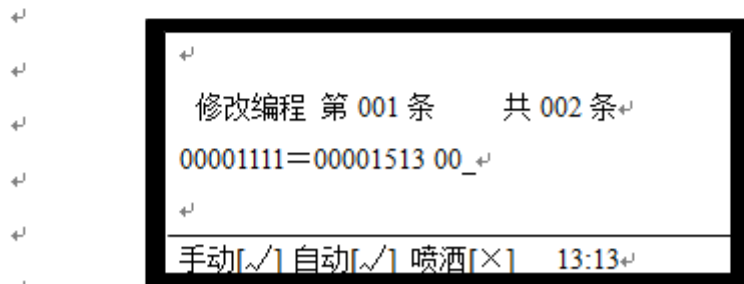 修改编程 第 001 条 共 002 条
00001111＝00001513 00_
手动[√] 自动[√] 喷洒[×] 13:13